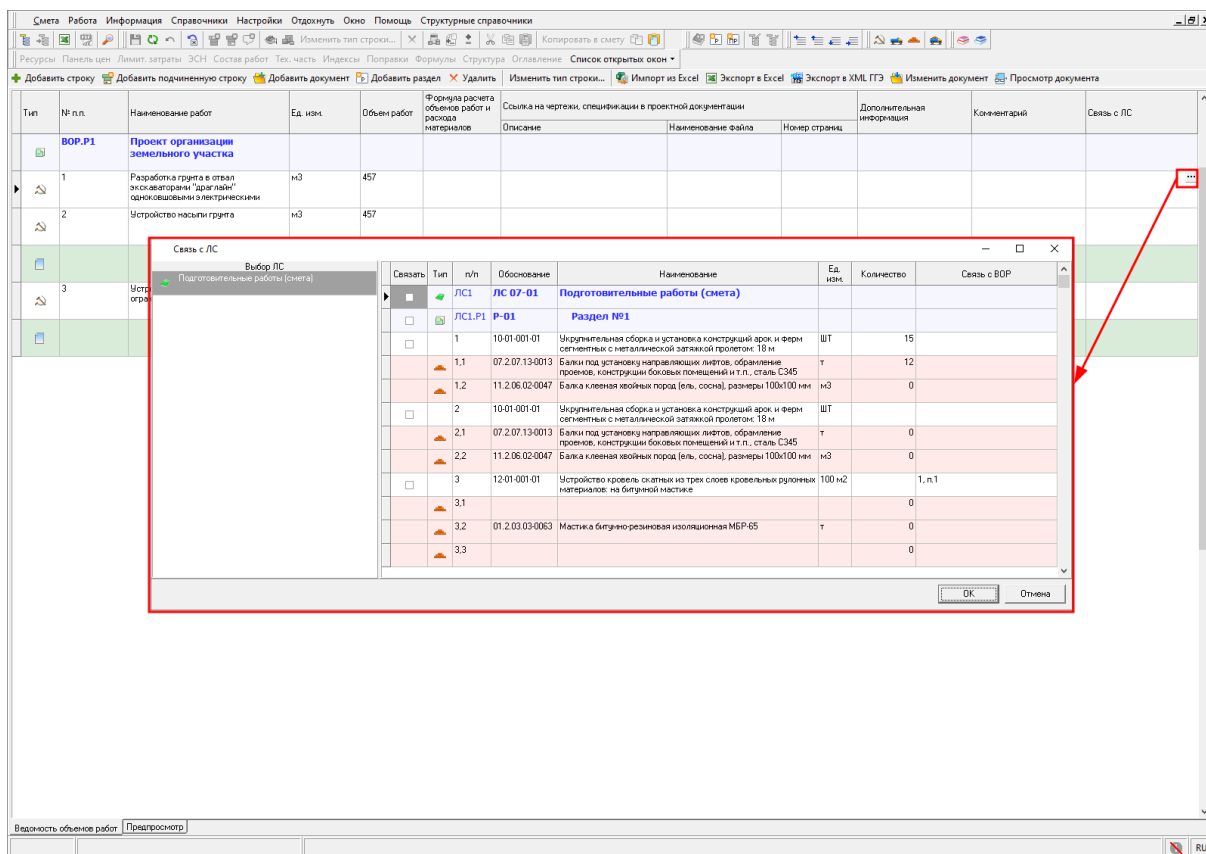 Смета Работа Информация Справочники Настройки Отдохнуть Окно Помощь Структурные справочники
Изменить тип строки... Копировать в смету
Ресурсы Панель цен Лимит. затраты ЭСН Состав работ Тех. часть Индексы Поправки Формулы Структура Оглавление Список открытых окон
Добавить строку Добавить подчиненную строку Добавить документ Добавить раздел Удалить Изменить тип строки... Импорт из Excel Экспорт в Excel Экспорт в XML ГГЭ Изменить документ Просмотр документа
Тип № п.п. Наименование работ Ед. изм. Объем работ Формула расчета объемов работ и расхода материалов Ссылка на чертежи, спецификации в проектной документации Дополнительная информация Комментарий Связь с ЛС
Описание Наименование файла Номер страниц
ВОР.Р1 Проект организации
земельного участка
1 Разработка грунта в отвал м3 457
экскаваторами "драглайн"
одноковшовыми электрическими
...
2 Устройство насыпи грунта м3 457
3
Связь с ЛС
Выбор ЛС
Подготовительные работы (смета)
Связать Тип п/п Обоснование Наименование Ед. изм. Количество Связь с ВОР
ЛС1 ЛС 07-01 Подготовительные работы (смета)
ЛС1.Р1 Р-01 Раздел №1
1 10-01-001-01 Укрупнительная сборка и установка конструкций арок и ферм ШТ 15
сегментных с металлической затяжкой пролетом: 18 м
1,1 07.2.07.13-0013 Балки под установку направляющих лифтов, обрамление т 12
проемов, конструкции боковых помещений и т.п., сталь С345
1,2 11.2.06.02-0047 Балка клееная хвойных пород (ель, сосна), размеры 100х100 мм м3 0
2 10-01-001-01 Укрупнительная сборка и установка конструкций арок и ферм ШТ
сегментных с металлической затяжкой пролетом: 18 м
2,1 07.2.07.13-0013 Балки под установку направляющих лифтов, обрамление т 0
проемов, конструкции боковых помещений и т.п., сталь С345
2,2 11.2.06.02-0047 Балка клееная хвойных пород (ель, сосна), размеры 100х100 мм м3 0
3 12-01-001-01 Устройство кровель скатных из трех слоев кровельных рулонных 100 м2 1, п.1
материалов: на битумной мастике
3,1 0
3,2 01.2.03.03-0063 Мастика битумно-резиновая изоляционная МБР-65 т 0
3,3 0
OK Отмена
Ведомость объемов работ Предпросмотр
RU